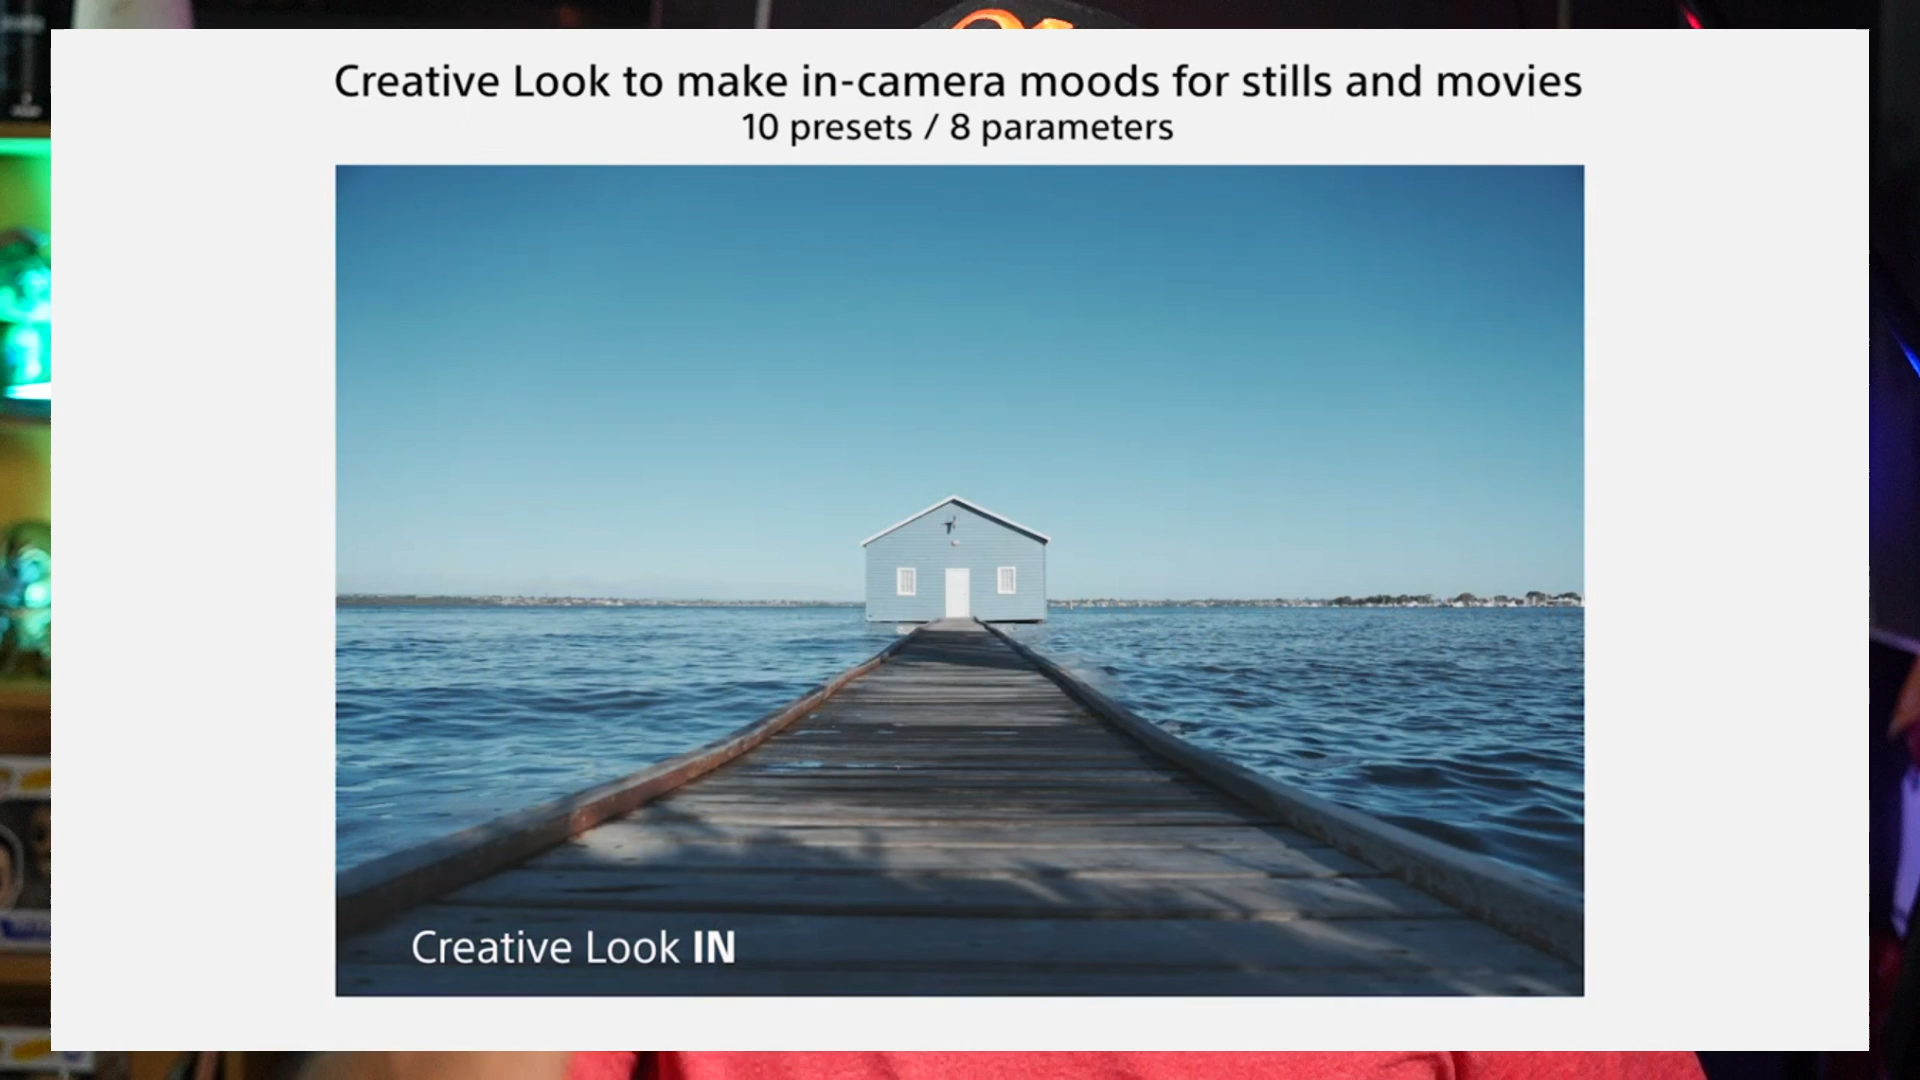 Creative Look to make in-camera moods for stills and movies
10 presets / 8 parameters
Creative Look IN